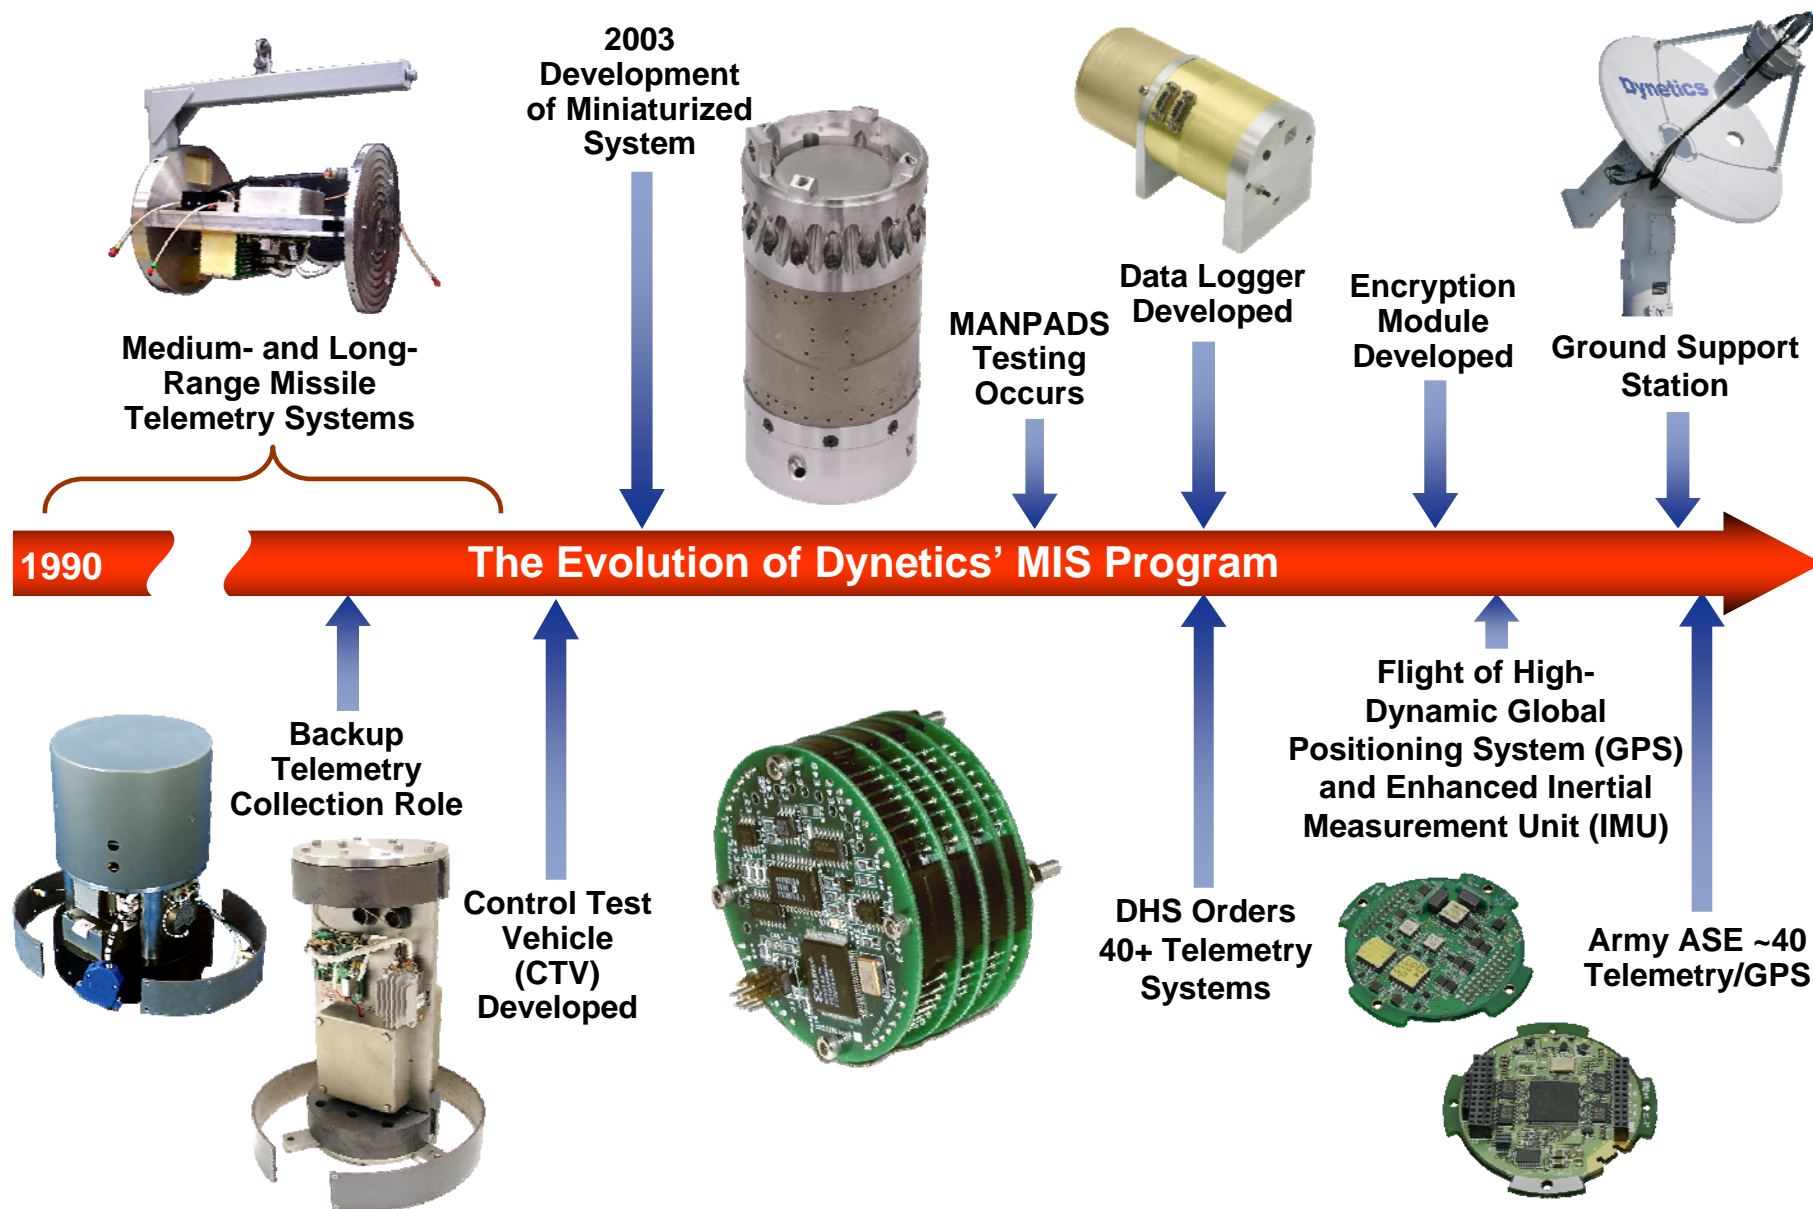 2003
Development
of Miniaturized
System
Dynetics
Data Logger
Developed
Encryption
Module
Developed
MANPADS
Testing
Occurs
Ground Support
Station
Medium- and Long-
Range Missile
Telemetry Systems
1990
The Evolution of Dynetics’ MIS Program
Backup
Telemetry
Collection Role
Control Test
Vehicle
(CTV)
Developed
DHS Orders
40+ Telemetry
Systems
Flight of High-
Dynamic Global
Positioning System (GPS)
and Enhanced Inertial
Measurement Unit (IMU)
Army ASE ~40
Telemetry/GPS